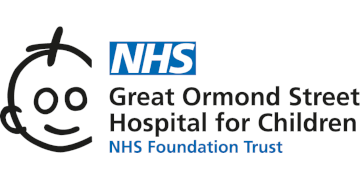 NHS
Great Ormond Street
Hospital for Children
NHS Foundation Trust